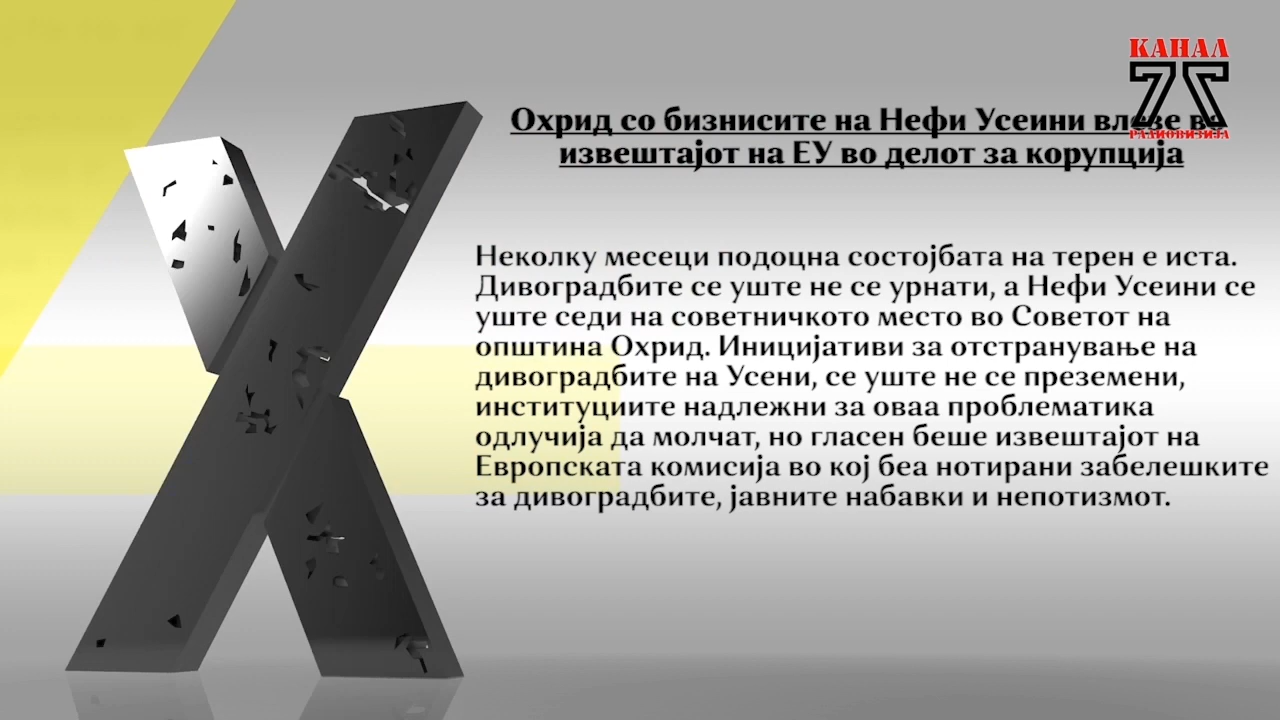 КАНАЛ
77
РАДИОВИЗИЈА
Охрид со бизнисите на Нефи Усеини
извештајот на ЕУ во делот за корупција
Неколку месеци подоцна состојбата на терен е иста.
Дивоградбите се уште не се урнати, а Нефи Усеини се
уште седи на советничкото место во Советот на
општина Охрид. Иницијативи за отстранување на
дивоградбите на Усени, се уште не се преземени,
институциите надлежни за оваа проблематика
одлучија да молчат, но гласен беше извештајот на
Европската комисија во кој беа нотирани забелешките
за дивоградбите, јавните набавки и непотизмот.